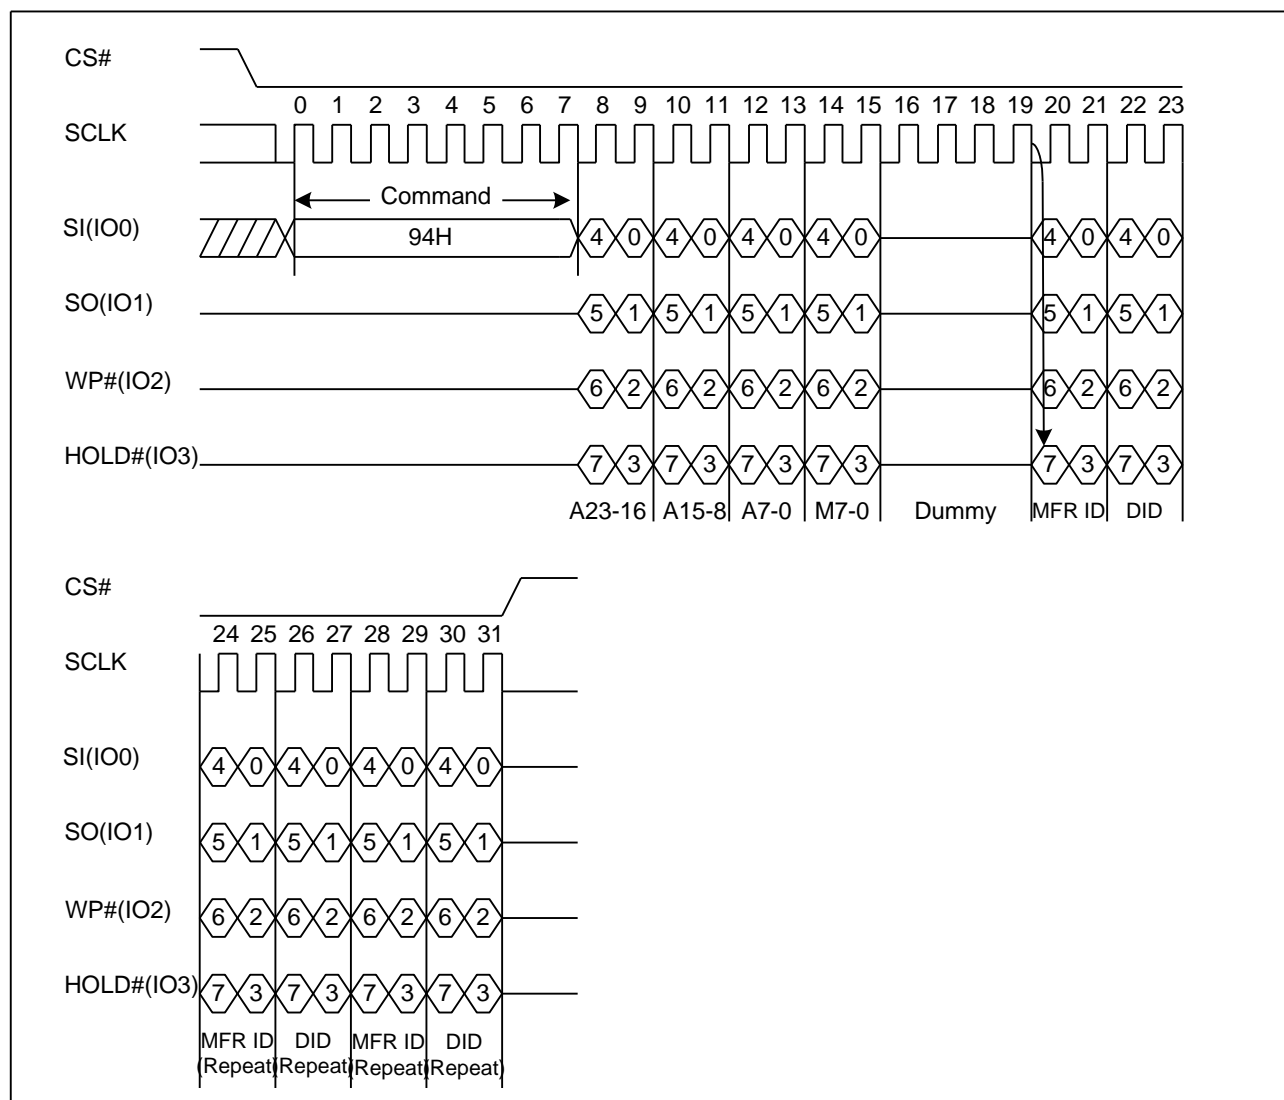 CS#
0 1 2 3 4 5 6 7 8 9 10 11 12 13 14 15 16 17 18 19 20 21 22 23
SCLK
Command
SI(IO0) 94H 4 0 4 0 4 0 4 0 4 0 4 0
SO(IO1) 5 1 5 1 5 1 5 1 5 1 5 1
WP#(IO2) 6 2 6 2 6 2 6 2 6 2 6 2
HOLD#(IO3) 7 3 7 3 7 3 7 3 7 3 7 3
A23-16 A15-8 A7-0 M7-0 Dummy MFR ID DID
CS#
24 25 26 27 28 29 30 31
SCLK
SI(IO0) 4 0 4 0 4 0 4 0
SO(IO1) 5 1 5 1 5 1 5 1
WP#(IO2) 6 2 6 2 6 2 6 2
HOLD#(IO3) 7 3 7 3 7 3 7 3
MFR ID DID MFR ID DID
(Repeat) (Repeat) (Repeat) (Repeat)